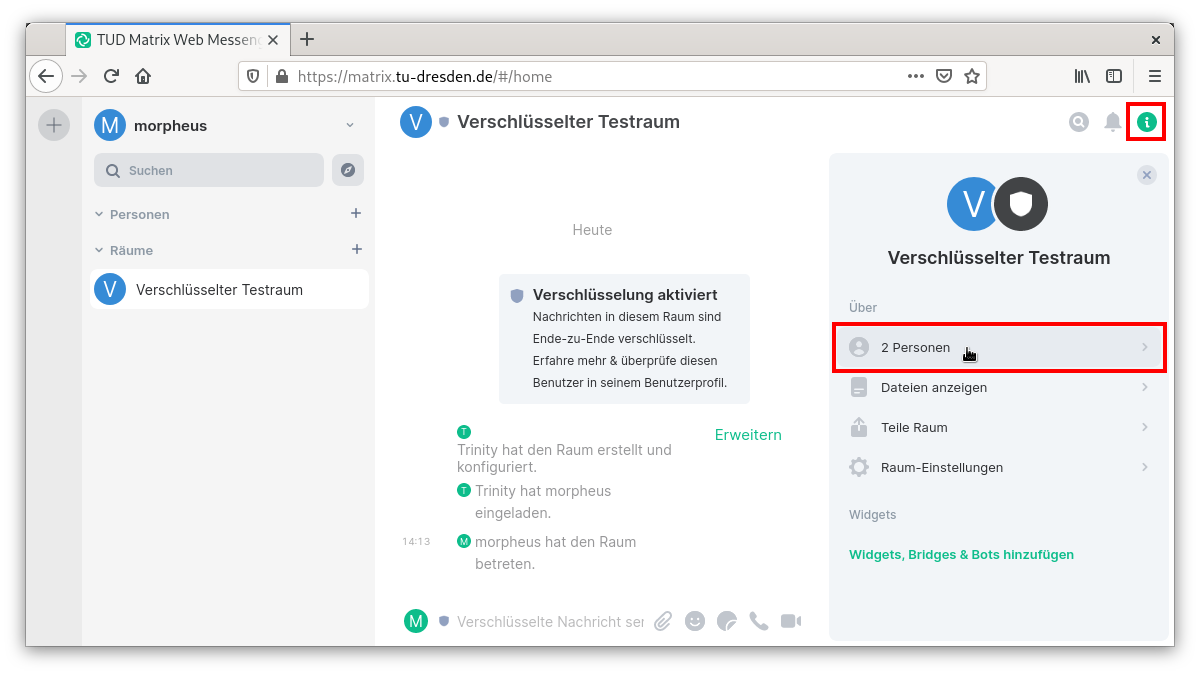 TUD Matrix Web Messeng
https://matrix.tu-dresden.de/#/home
M morpheus
Suchen
Personen
Räume
V Verschlüsselter Testraum
V Verschlüsselter Testraum
Heute
Verschlüsselung aktiviert
Nachrichten in diesem Raum sind
Ende-zu-Ende verschlüsselt.
Erfahre mehr & überprüfe diesen
Benutzer in seinem Benutzerprofil.
T
Erweitern
Trinity hat den Raum erstellt und
konfiguriert.
T Trinity hat morpheus
eingeladen.
14:13 M morpheus hat den Raum
betreten.
M Verschlüsselte Nachricht ser
V
Verschlüsselter Testraum
Über
2 Personen
Dateien anzeigen
Teile Raum
Raum-Einstellungen
Widgets
Widgets, Bridges & Bots hinzufügen